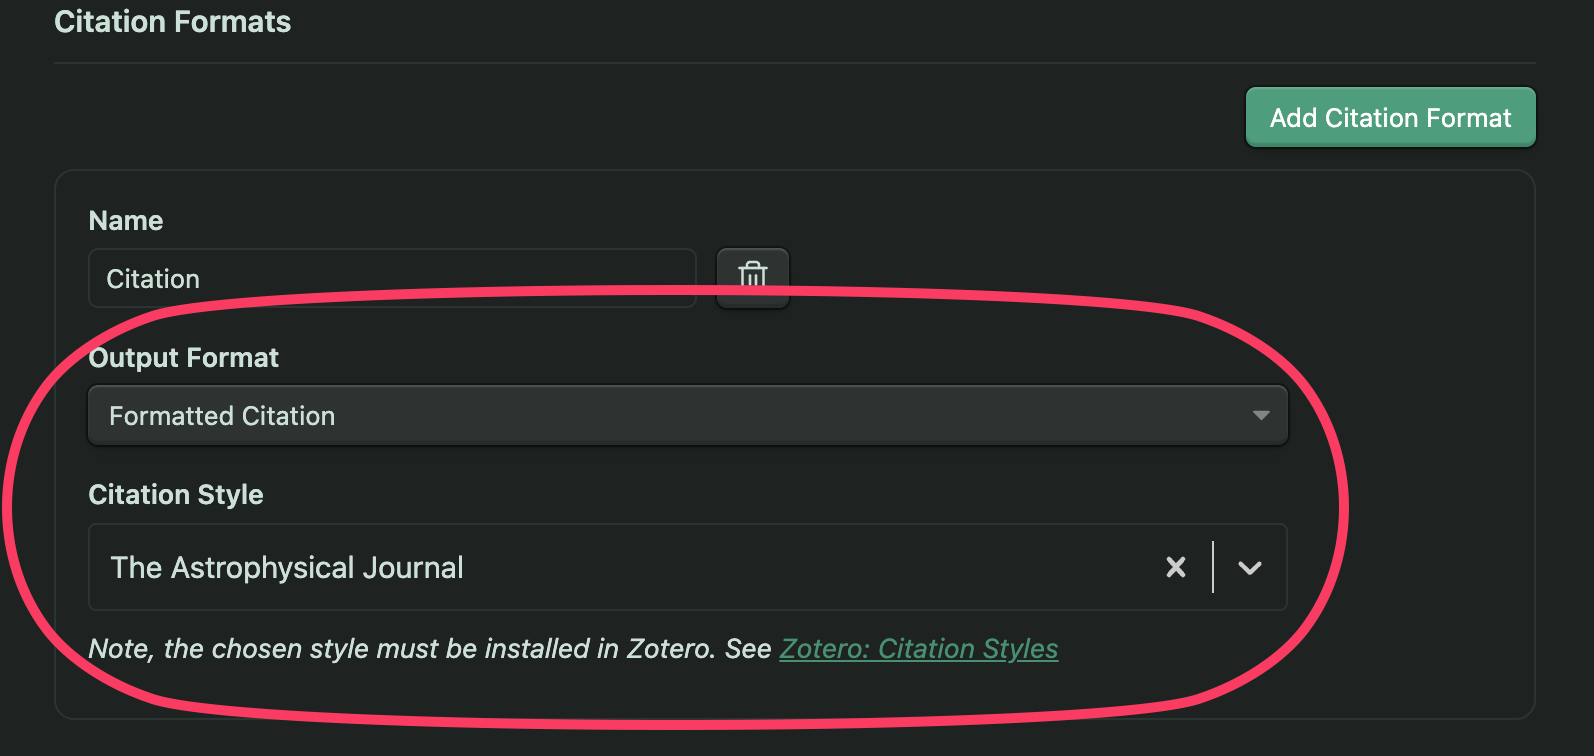 Citation Formats
Add Citation Format
Name
Citation
Output Format
Formatted Citation
Citation Style
The Astrophysical Journal
Note, the chosen style must be installed in Zotero. See Zotero: Citation Styles